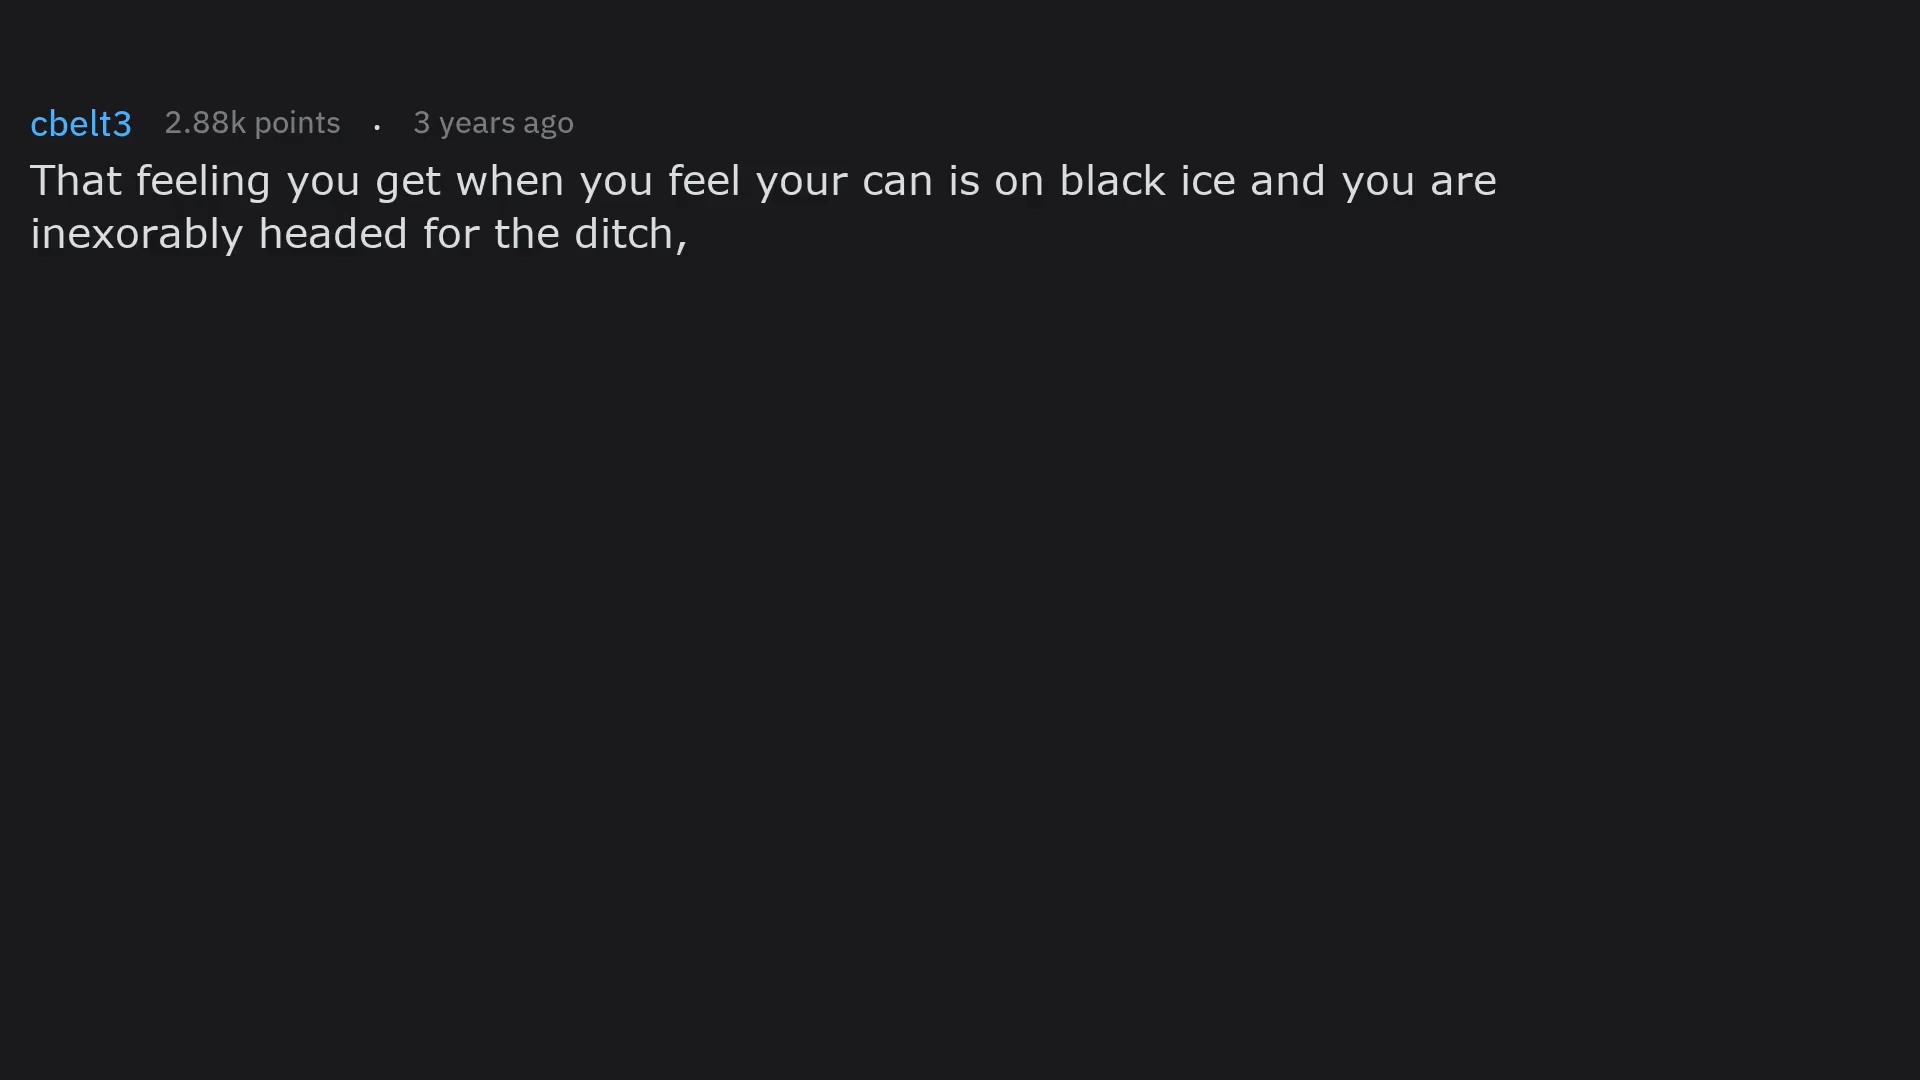 cbelt3 2.88k points . 3 years ago
That feeling you get when you feel your can is on black ice and you are
inexorably headed for the ditch,